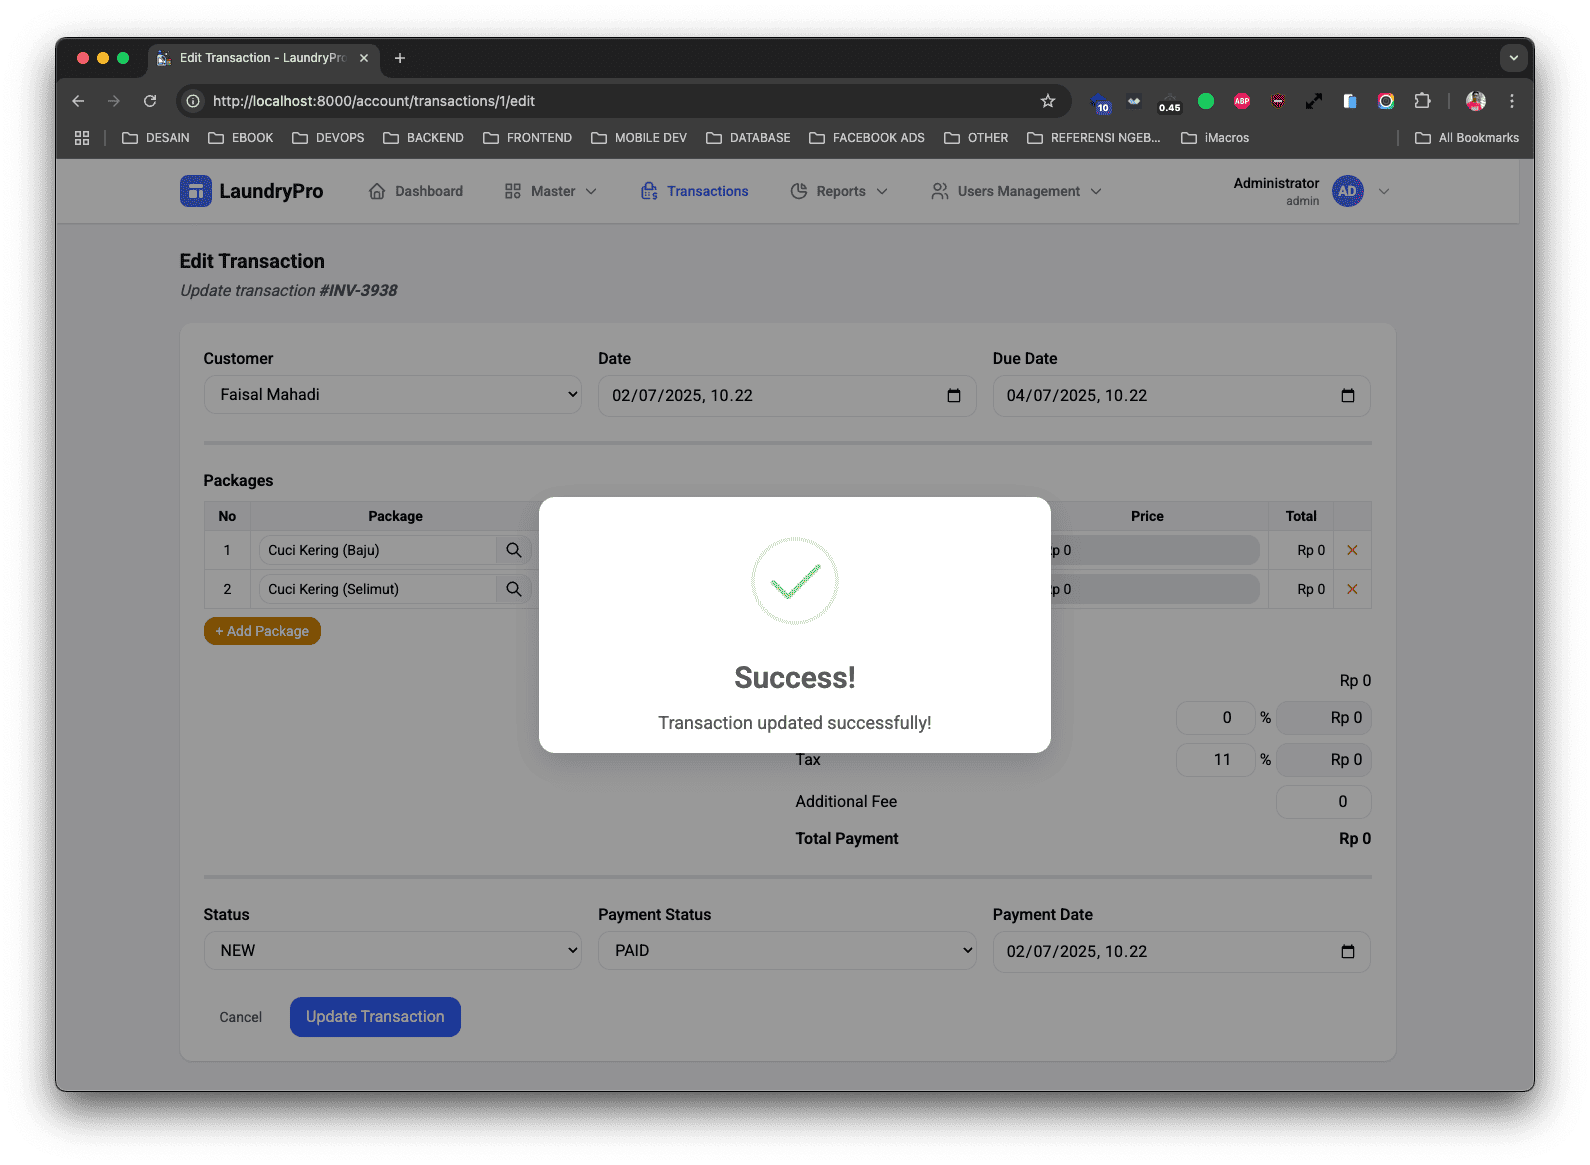 Edit Transaction - LaundryPro
http://localhost:8000/account/transactions/1/edit
10
0.45
ABP
DESAIN
EBOOK
DEVOPS
BACKEND
FRONTEND
MOBILE DEV
DATABASE
FACEBOOK ADS
OTHER
REFERENSI NGEB...
iMacros
All Bookmarks
LaundryPro
Dashboard
Master
Transactions
Reports
Users Management
Administrator
admin
AD
Edit Transaction
Update transaction #INV-3938
Customer
Date
Due Date
Faisal Mahadi
02/07/2025, 10.22
04/07/2025, 10.22
Packages
No Package Price Total
1 Cuci Kering (Baju) p 0 Rp 0
2 Cuci Kering (Selimut) p 0 Rp 0
+ Add Package
Success!
Transaction updated successfully!
Rp 0
0 % Rp 0
Tax 11 % Rp 0
Additional Fee 0
Total Payment Rp 0
Status
Payment Status
Payment Date
NEW
PAID
02/07/2025, 10.22
Cancel
Update Transaction